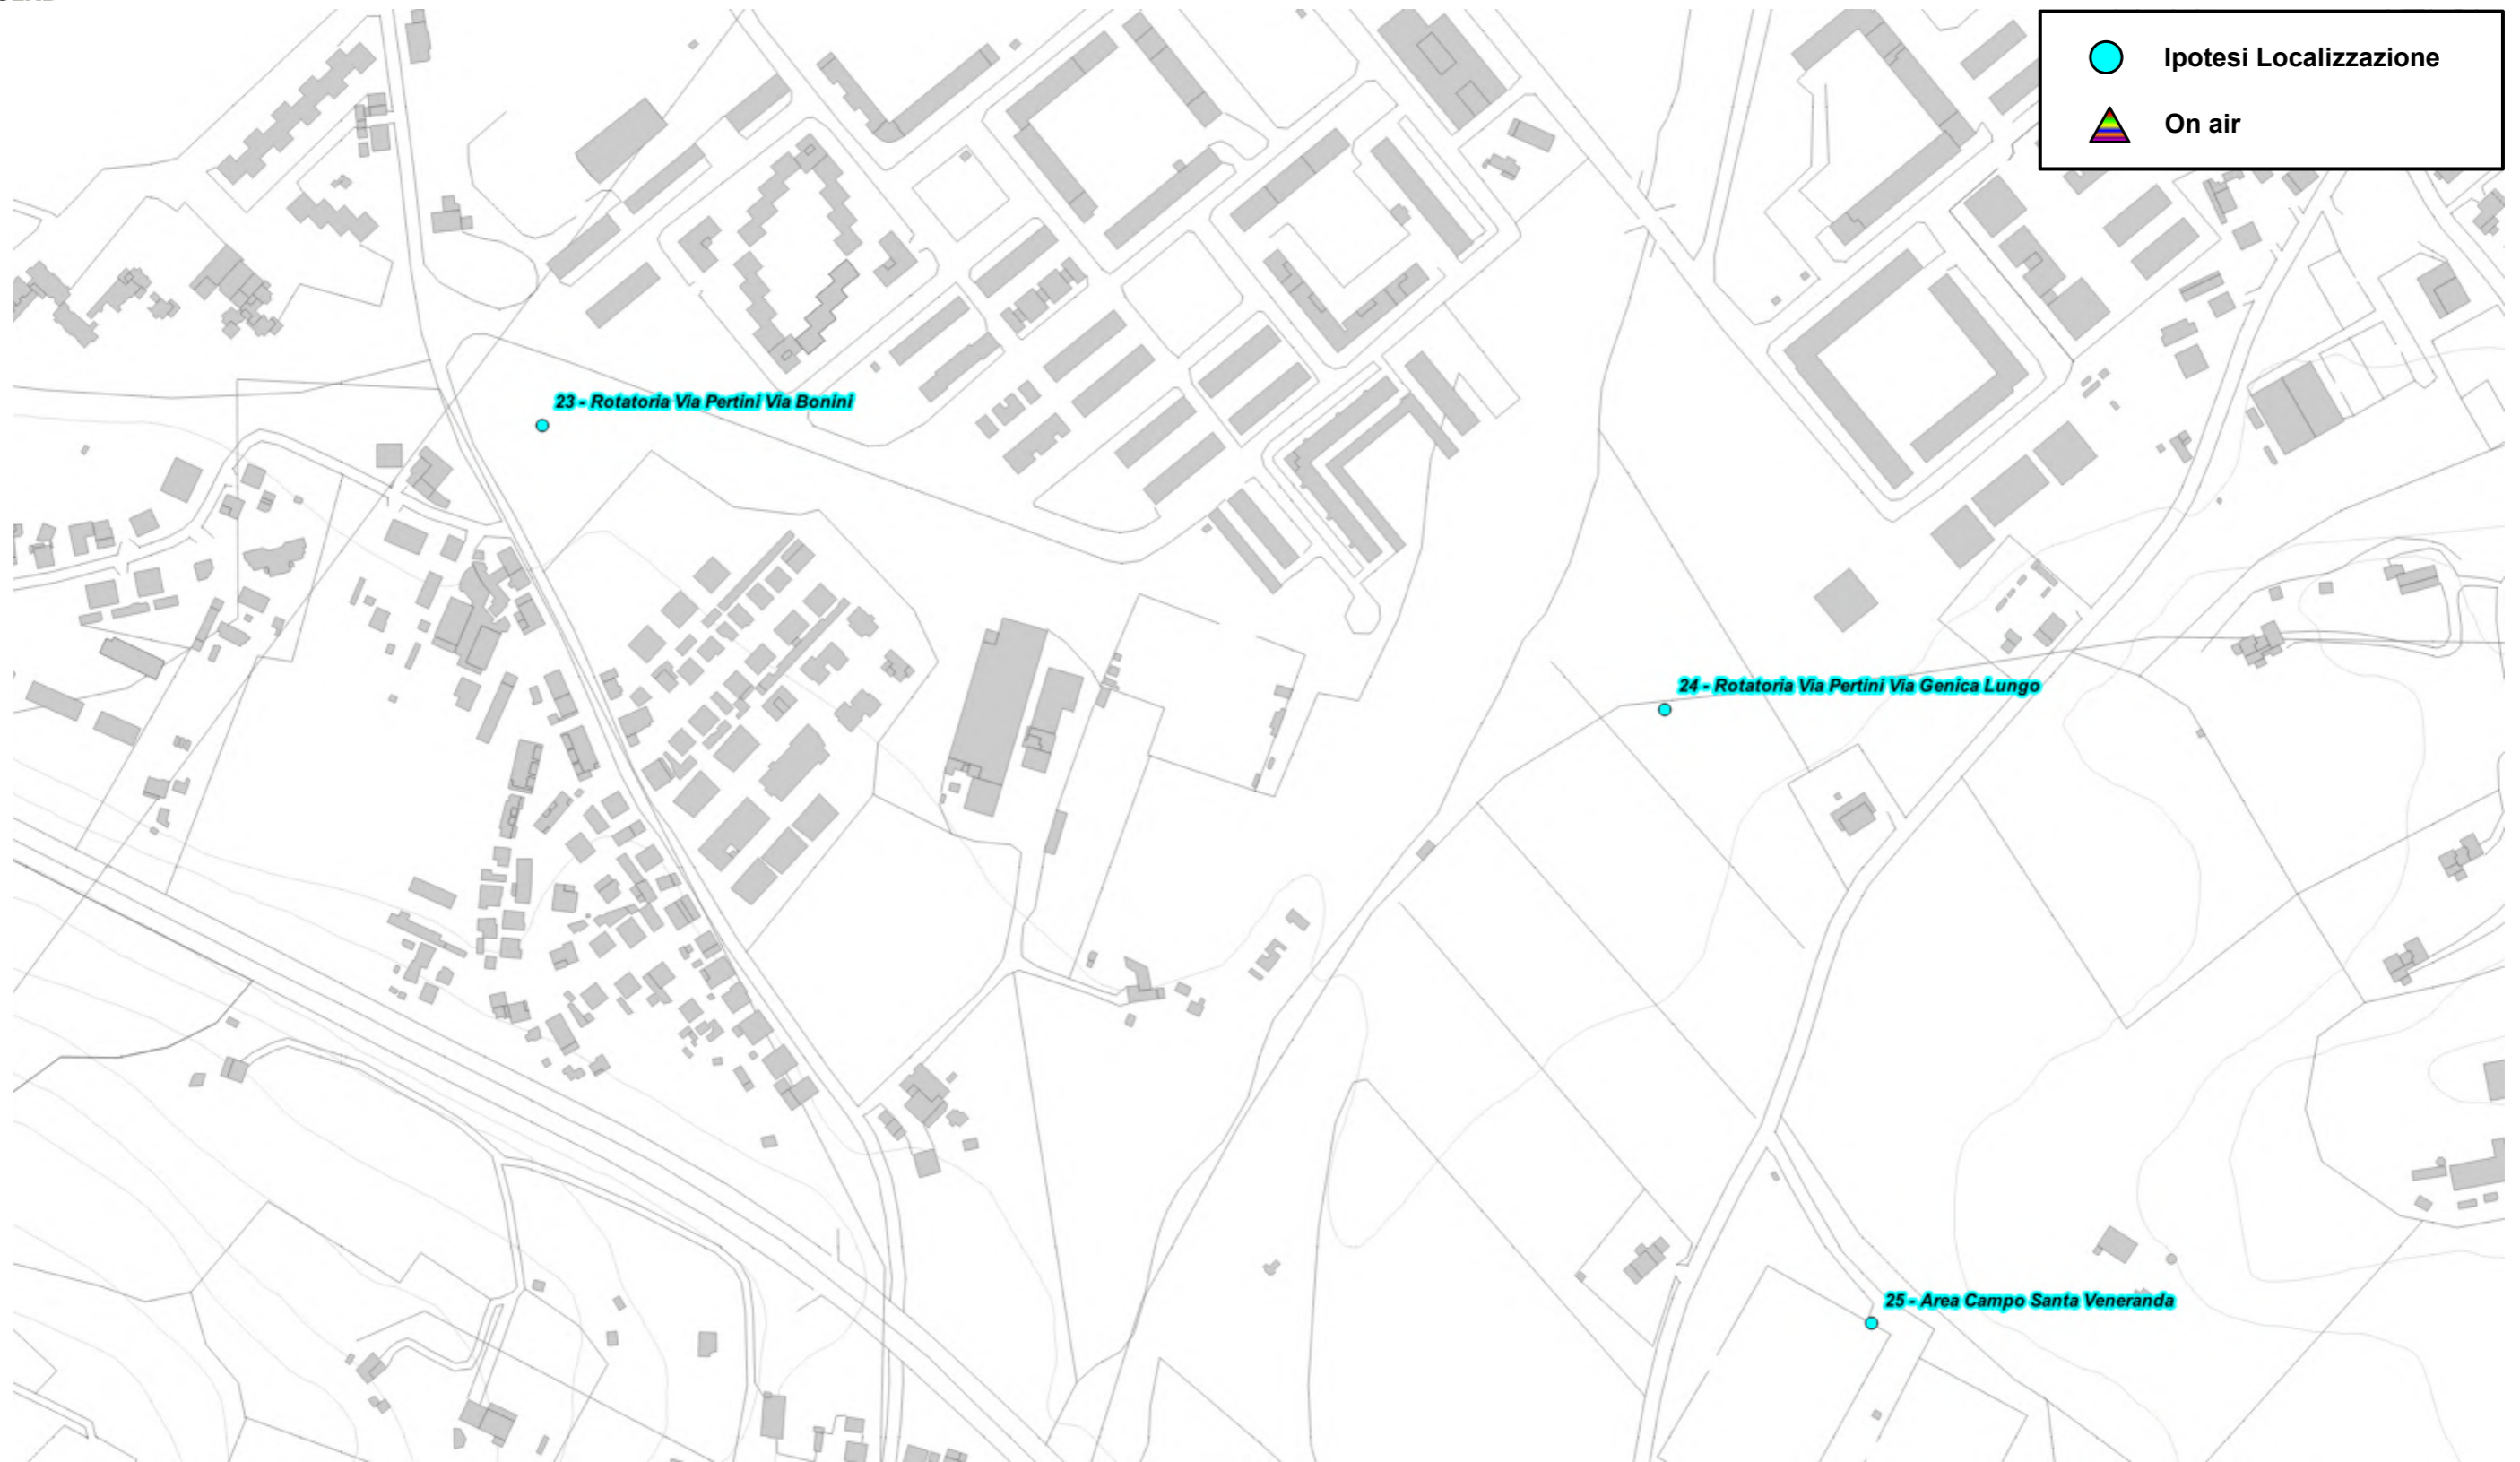 Ipotesi Localizzazione
On air
23 - Rotatoria Via Pertini Via Bonini
24 - Rotatoria Via Pertini Via Genica Lungo
25 - Area Campo Santa Veneranda